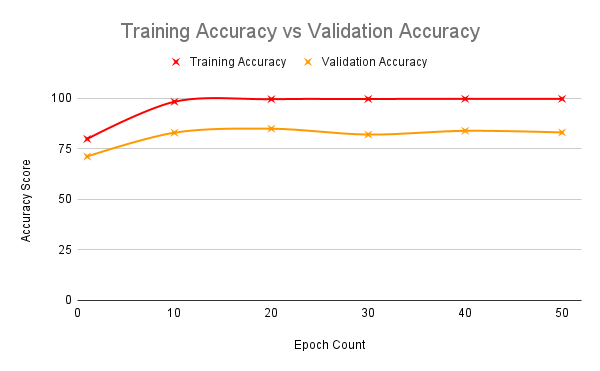 Training Accuracy vs Validation Accuracy
Training Accuracy Validation Accuracy
100
75
50
25
0
Accuracy Score
0 10 20 30 40 50
Epoch Count